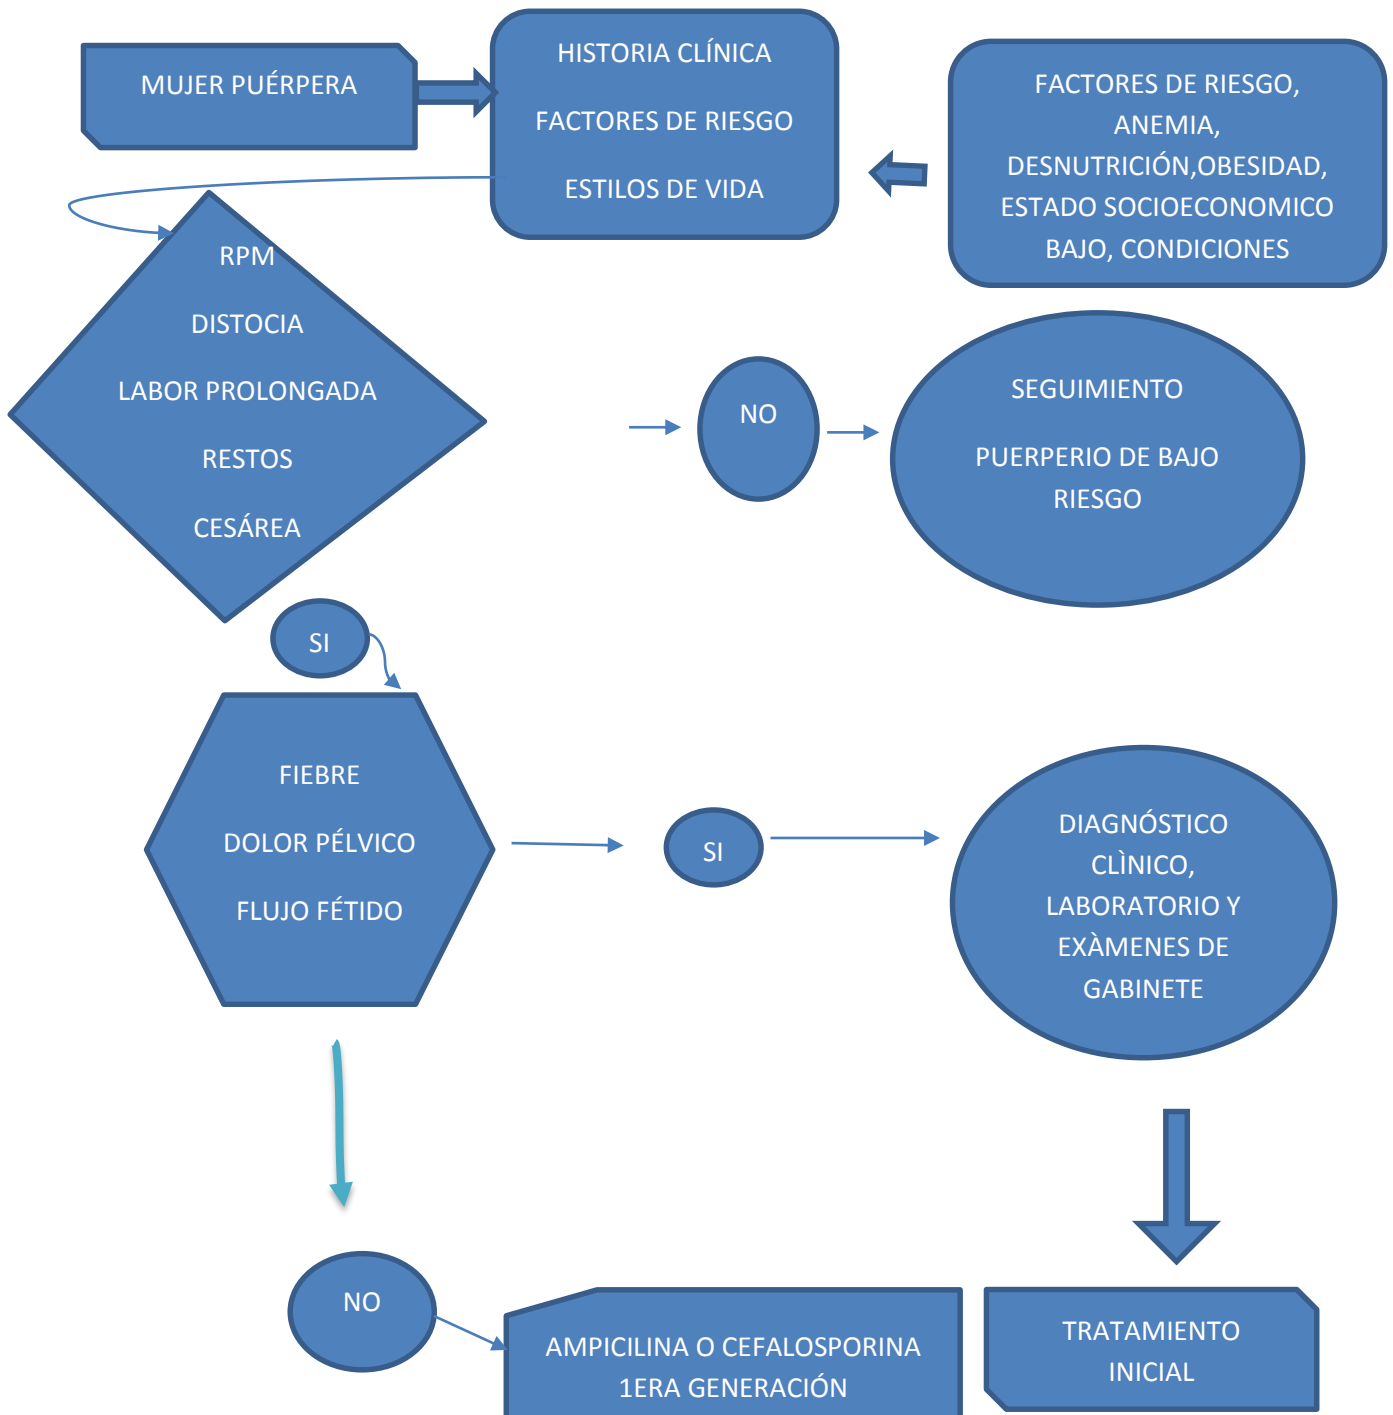 MUJER PUÉRPERA
HISTORIA CLÍNICA
FACTORES DE RIESGO
ESTILOS DE VIDA
FACTORES DE RIESGO,
ANEMIA,
DESNUTRICIÓN,OBESIDAD,
ESTADO SOCIOECONOMICO
BAJO, CONDICIONES
RPM
DISTOCIA
LABOR PROLONGADA
RESTOS
CESÁREA
NO
SEGUIMIENTO
PUERPERIO DE BAJO
RIESGO
SI
FIEBRE
DOLOR PÉLVICO
FLUJO FÉTIDO
SI
DIAGNÓSTICO
CLÌNICO,
LABORATORIO Y
EXÀMENES DE
GABINETE
NO
AMPICILINA O CEFALOSPORINA
1ERA GENERACIÓN
TRATAMIENTO
INICIAL